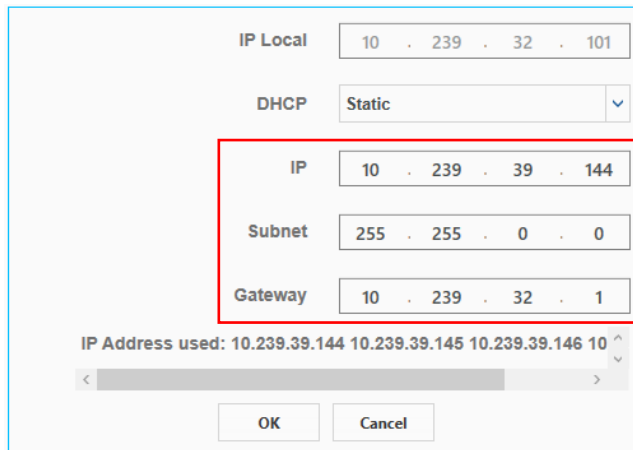 IP Local 10 . 239 . 32 . 101
DHCP Static
IP 10 . 239 . 39 . 144
Subnet 255 . 255 . 0 . 0
Gateway 10 . 239 . 32 . 1
IP Address used: 10.239.39.144 10.239.39.145 10.239.39.146 10
OK Cancel